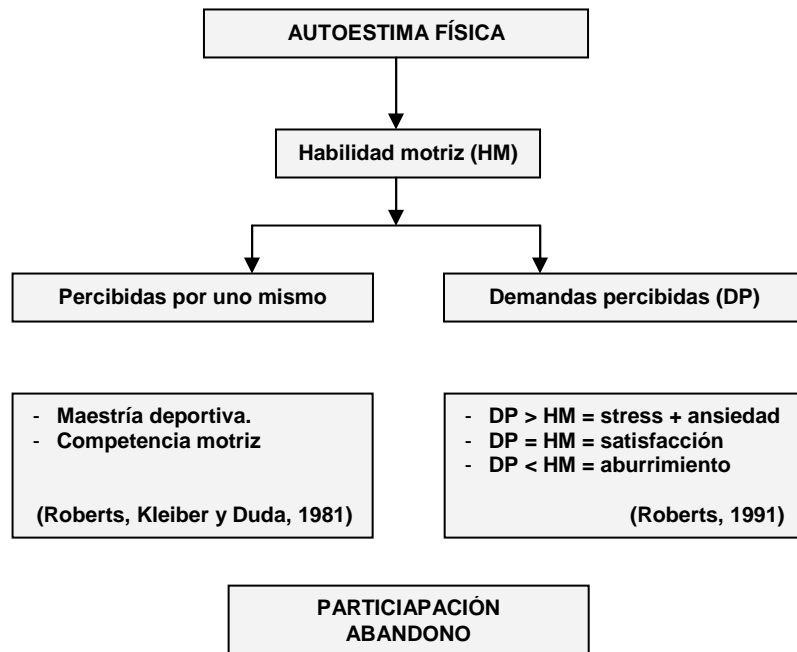 AUTOESTIMA FÍSICA
Habilidad motriz (HM)
Percibidas por uno mismo
Demandas percibidas (DP)
- Maestría deportiva.
- Competencia motriz
(Roberts, Kleiber y Duda, 1981)
- DP > HM = stress + ansiedad
- DP = HM = satisfacción
- DP < HM = aburrimiento
(Roberts, 1991)
PARTICIAPACIÓN
ABANDONO